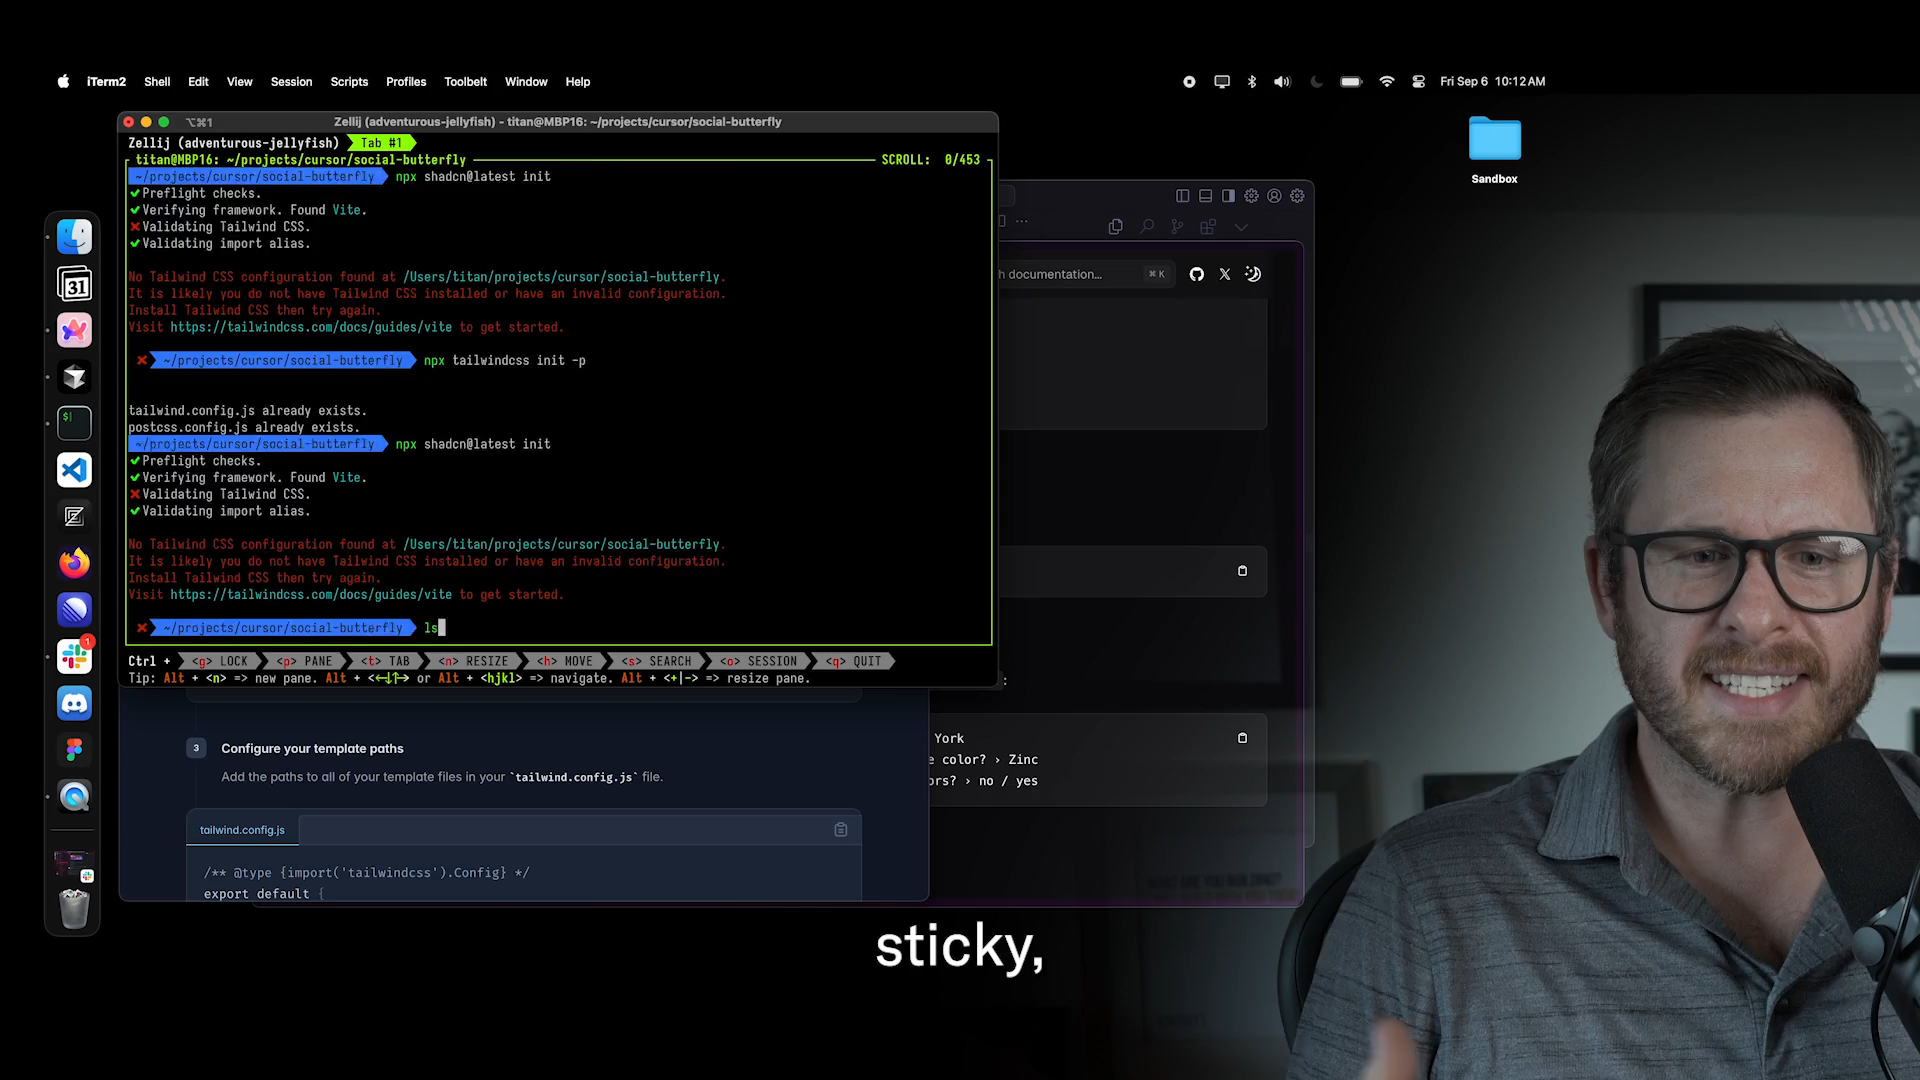 iTerm2 Shell Edit View Session Scripts Profiles Toolbelt Window Help
Fri Sep 6 10:12 AM
Sandbox
⌥⌘1 Zellij (adventurous-jellyfish) - titan@MBP16: ~/projects/cursor/social-butterfly
Zellij (adventurous-jellyfish) Tab #1
titan@MBP16: ~/projects/cursor/social-butterfly SCROLL: 0/453
~/projects/cursor/social-butterfly npx shadcn@latest init
✔ Preflight checks.
✔ Verifying framework. Found Vite.
✖ Validating Tailwind CSS.
✔ Validating import alias.
No Tailwind CSS configuration found at /Users/titan/projects/cursor/social-butterfly.
It is likely you do not have Tailwind CSS installed or have an invalid configuration.
Install Tailwind CSS then try again.
Visit https://tailwindcss.com/docs/guides/vite to get started.
✖ ~/projects/cursor/social-butterfly npx tailwindcss init -p
tailwind.config.js already exists.
postcss.config.js already exists.
~/projects/cursor/social-butterfly npx shadcn@latest init
✔ Preflight checks.
✔ Verifying framework. Found Vite.
✖ Validating Tailwind CSS.
✔ Validating import alias.
No Tailwind CSS configuration found at /Users/titan/projects/cursor/social-butterfly.
It is likely you do not have Tailwind CSS installed or have an invalid configuration.
Install Tailwind CSS then try again.
Visit https://tailwindcss.com/docs/guides/vite to get started.
✖ ~/projects/cursor/social-butterfly ls
Ctrl + <g> LOCK <p> PANE <t> TAB <n> RESIZE <h> MOVE <s> SEARCH <o> SESSION <q> QUIT
Tip: Alt + <n> => new pane. Alt + <←↓↑→> or Alt + <hjkl> => navigate. Alt + <+|-> => resize pane.
h documentation... ⌘ K
:
York
e color? › Zinc
ors? › no / yes
3 Configure your template paths
Add the paths to all of your template files in your `tailwind.config.js` file.
tailwind.config.js
/** @type {import('tailwindcss').Config} */
export default {
31
$
1
sticky,